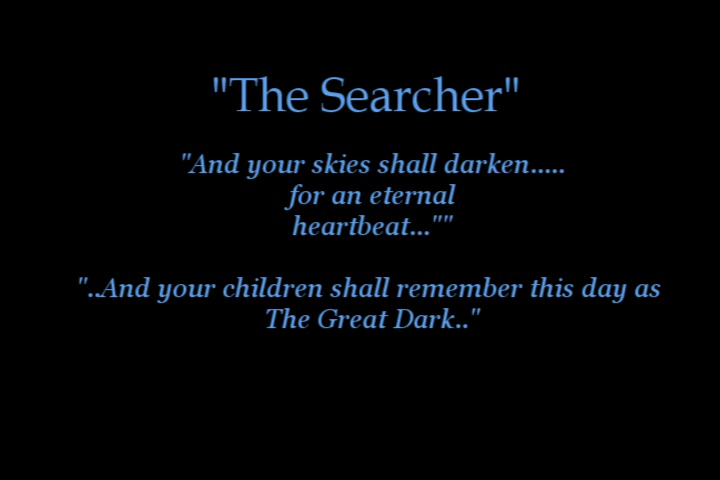 "The Searcher"
"And your skies shall darken.....
for an eternal
heartbeat...""
"..And your children shall remember this day as
The Great Dark.."